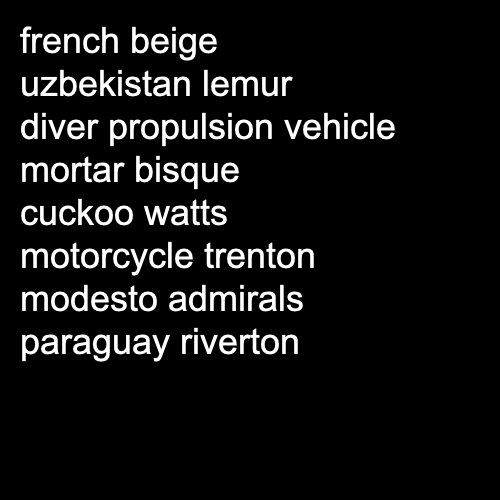 french beige
uzbekistan lemur
diver propulsion vehicle
mortar bisque
cuckoo watts
motorcycle trenton
modesto admirals
paraguay riverton